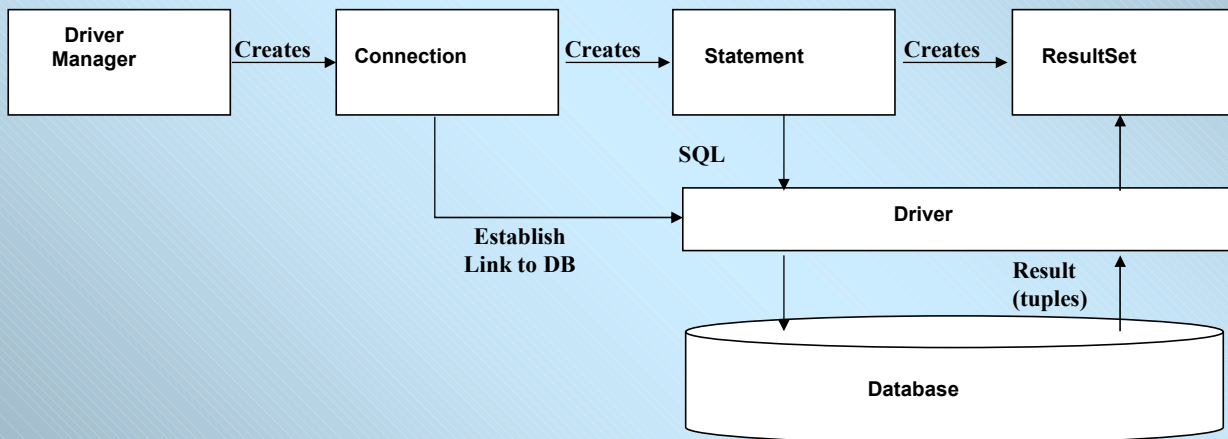 Driver
Manager
Creates
Connection
Creates
Statement
Creates
ResultSet
SQL
Driver
Establish
Link to DB
Result
(tuples)
Database